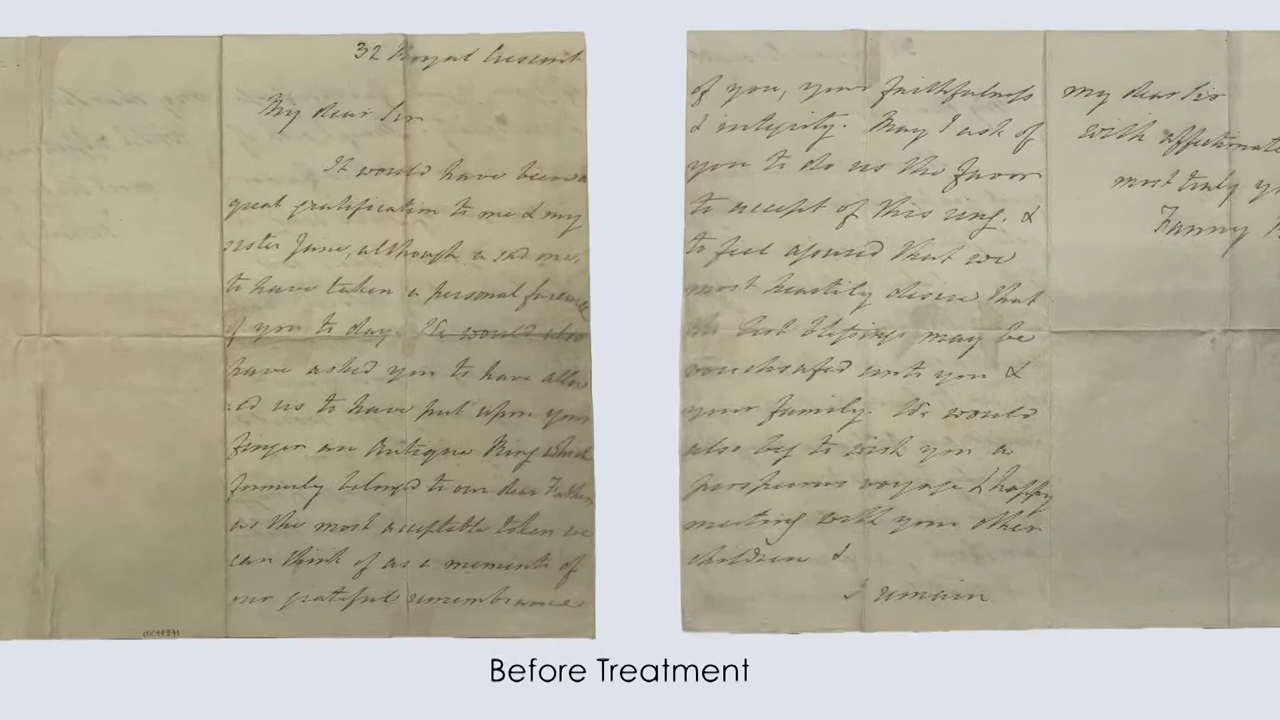 32 Royal Crescent
My dear Sir
It would have been a
great gratification to me & my
sister Jane, although a sad one,
to have taken a personal farewell
of you to day. We would also
have asked you to have allow
=ed us to have put upon your
finger an Antique Ring which
formerly belonged to our dear Father
as the most acceptable token we
can think of as a memento of
our grateful remembrance
of you, your faithfulness
& integrity. May I ask of
you to do us the favor
to accept of this ring, &
to feel assured that we
most heartily desire that
the best blessings may be
vouchsafed unto you &
your family. We would
also beg to wish you a
prosperous voyage & happy
meeting with your other
children &
I remain
my dear Sir
with affectionate
most truly y
Fanny
Before Treatment